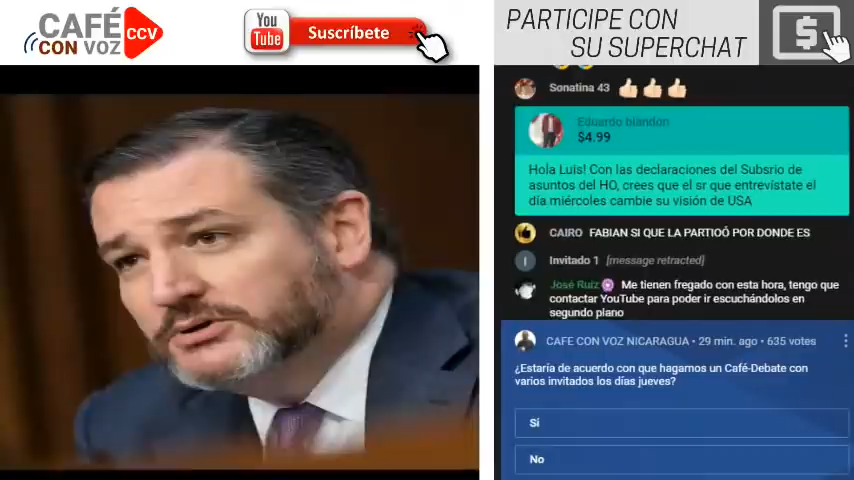 CAFÉ
CON VOZ
CCV
You
Tube
Suscríbete
PARTICIPE CON
SU SUPERCHAT
$
Sonatina 43
Eduardo blandon
$4.99
Hola Luis! Con las declaraciones del Subsrio de
asuntos del HO, crees que el sr que entrevístate el
día miércoles cambie su visión de USA
CAIRO FABIAN SI QUE LA PARTIOÓ POR DONDE ES
I
Invitado 1 [message retracted]
José Ruiz Me tienen fregado con esta hora, tengo que
contactar YouTube para poder ir escuchándolos en
segundo plano
CAFE CON VOZ NICARAGUA • 29 min. ago • 635 votes
¿Estaría de acuerdo con que hagamos un Café-Debate con
varios invitados los días jueves?
Sí
No